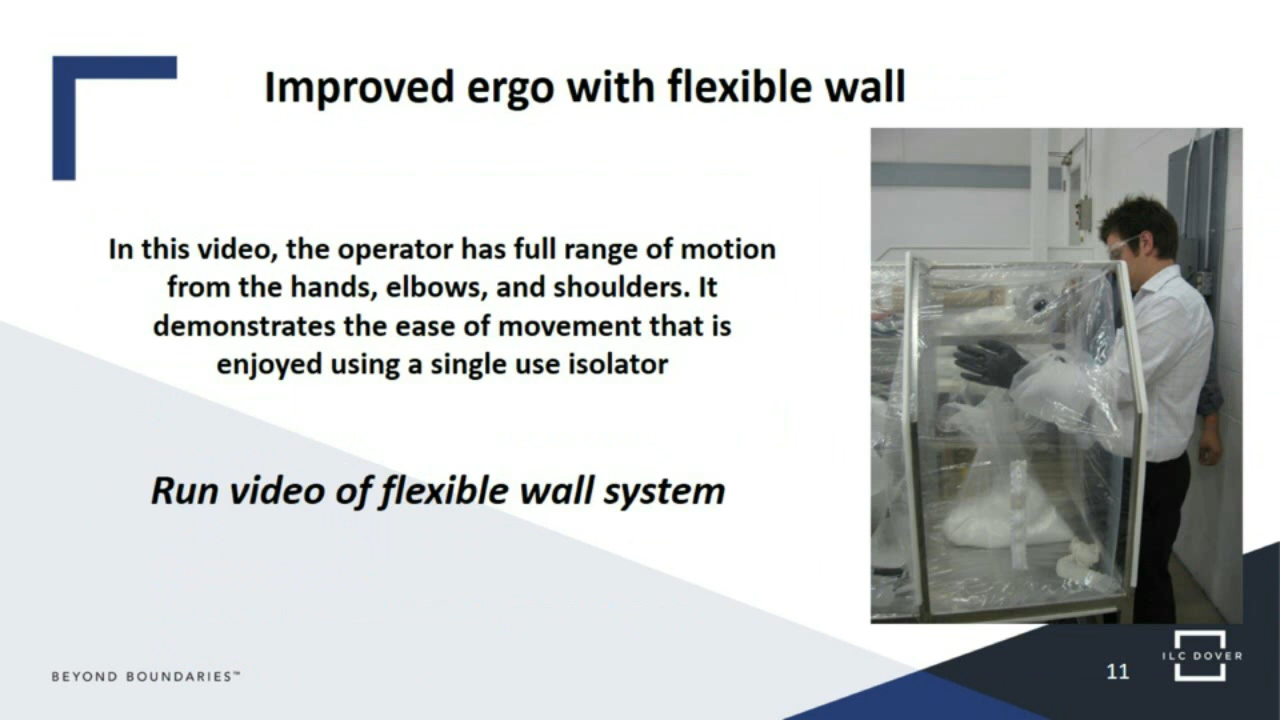 Improved ergo with flexible wall
In this video, the operator has full range of motion
from the hands, elbows, and shoulders. It
demonstrates the ease of movement that is
enjoyed using a single use isolator
Run video of flexible wall system
BEYOND BOUNDARIES™
11
ILC DOVER